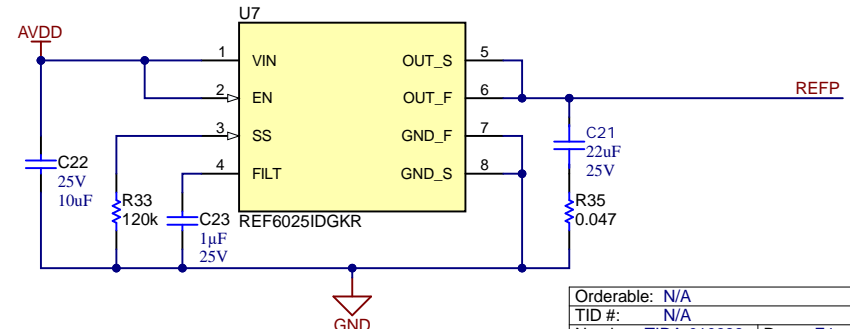 U7
AVDD
1 VIN
2 EN
3 SS
4 FILT
OUT_S 5
OUT_F 6
GND_F 7
GND_S 8
REFP
C22
25V
10uF
R33
120k
C23
1µF
25V
REF6025IDGKR
C21
22uF
25V
R35
0.047
GND
Orderable: N/A
TID #: N/A